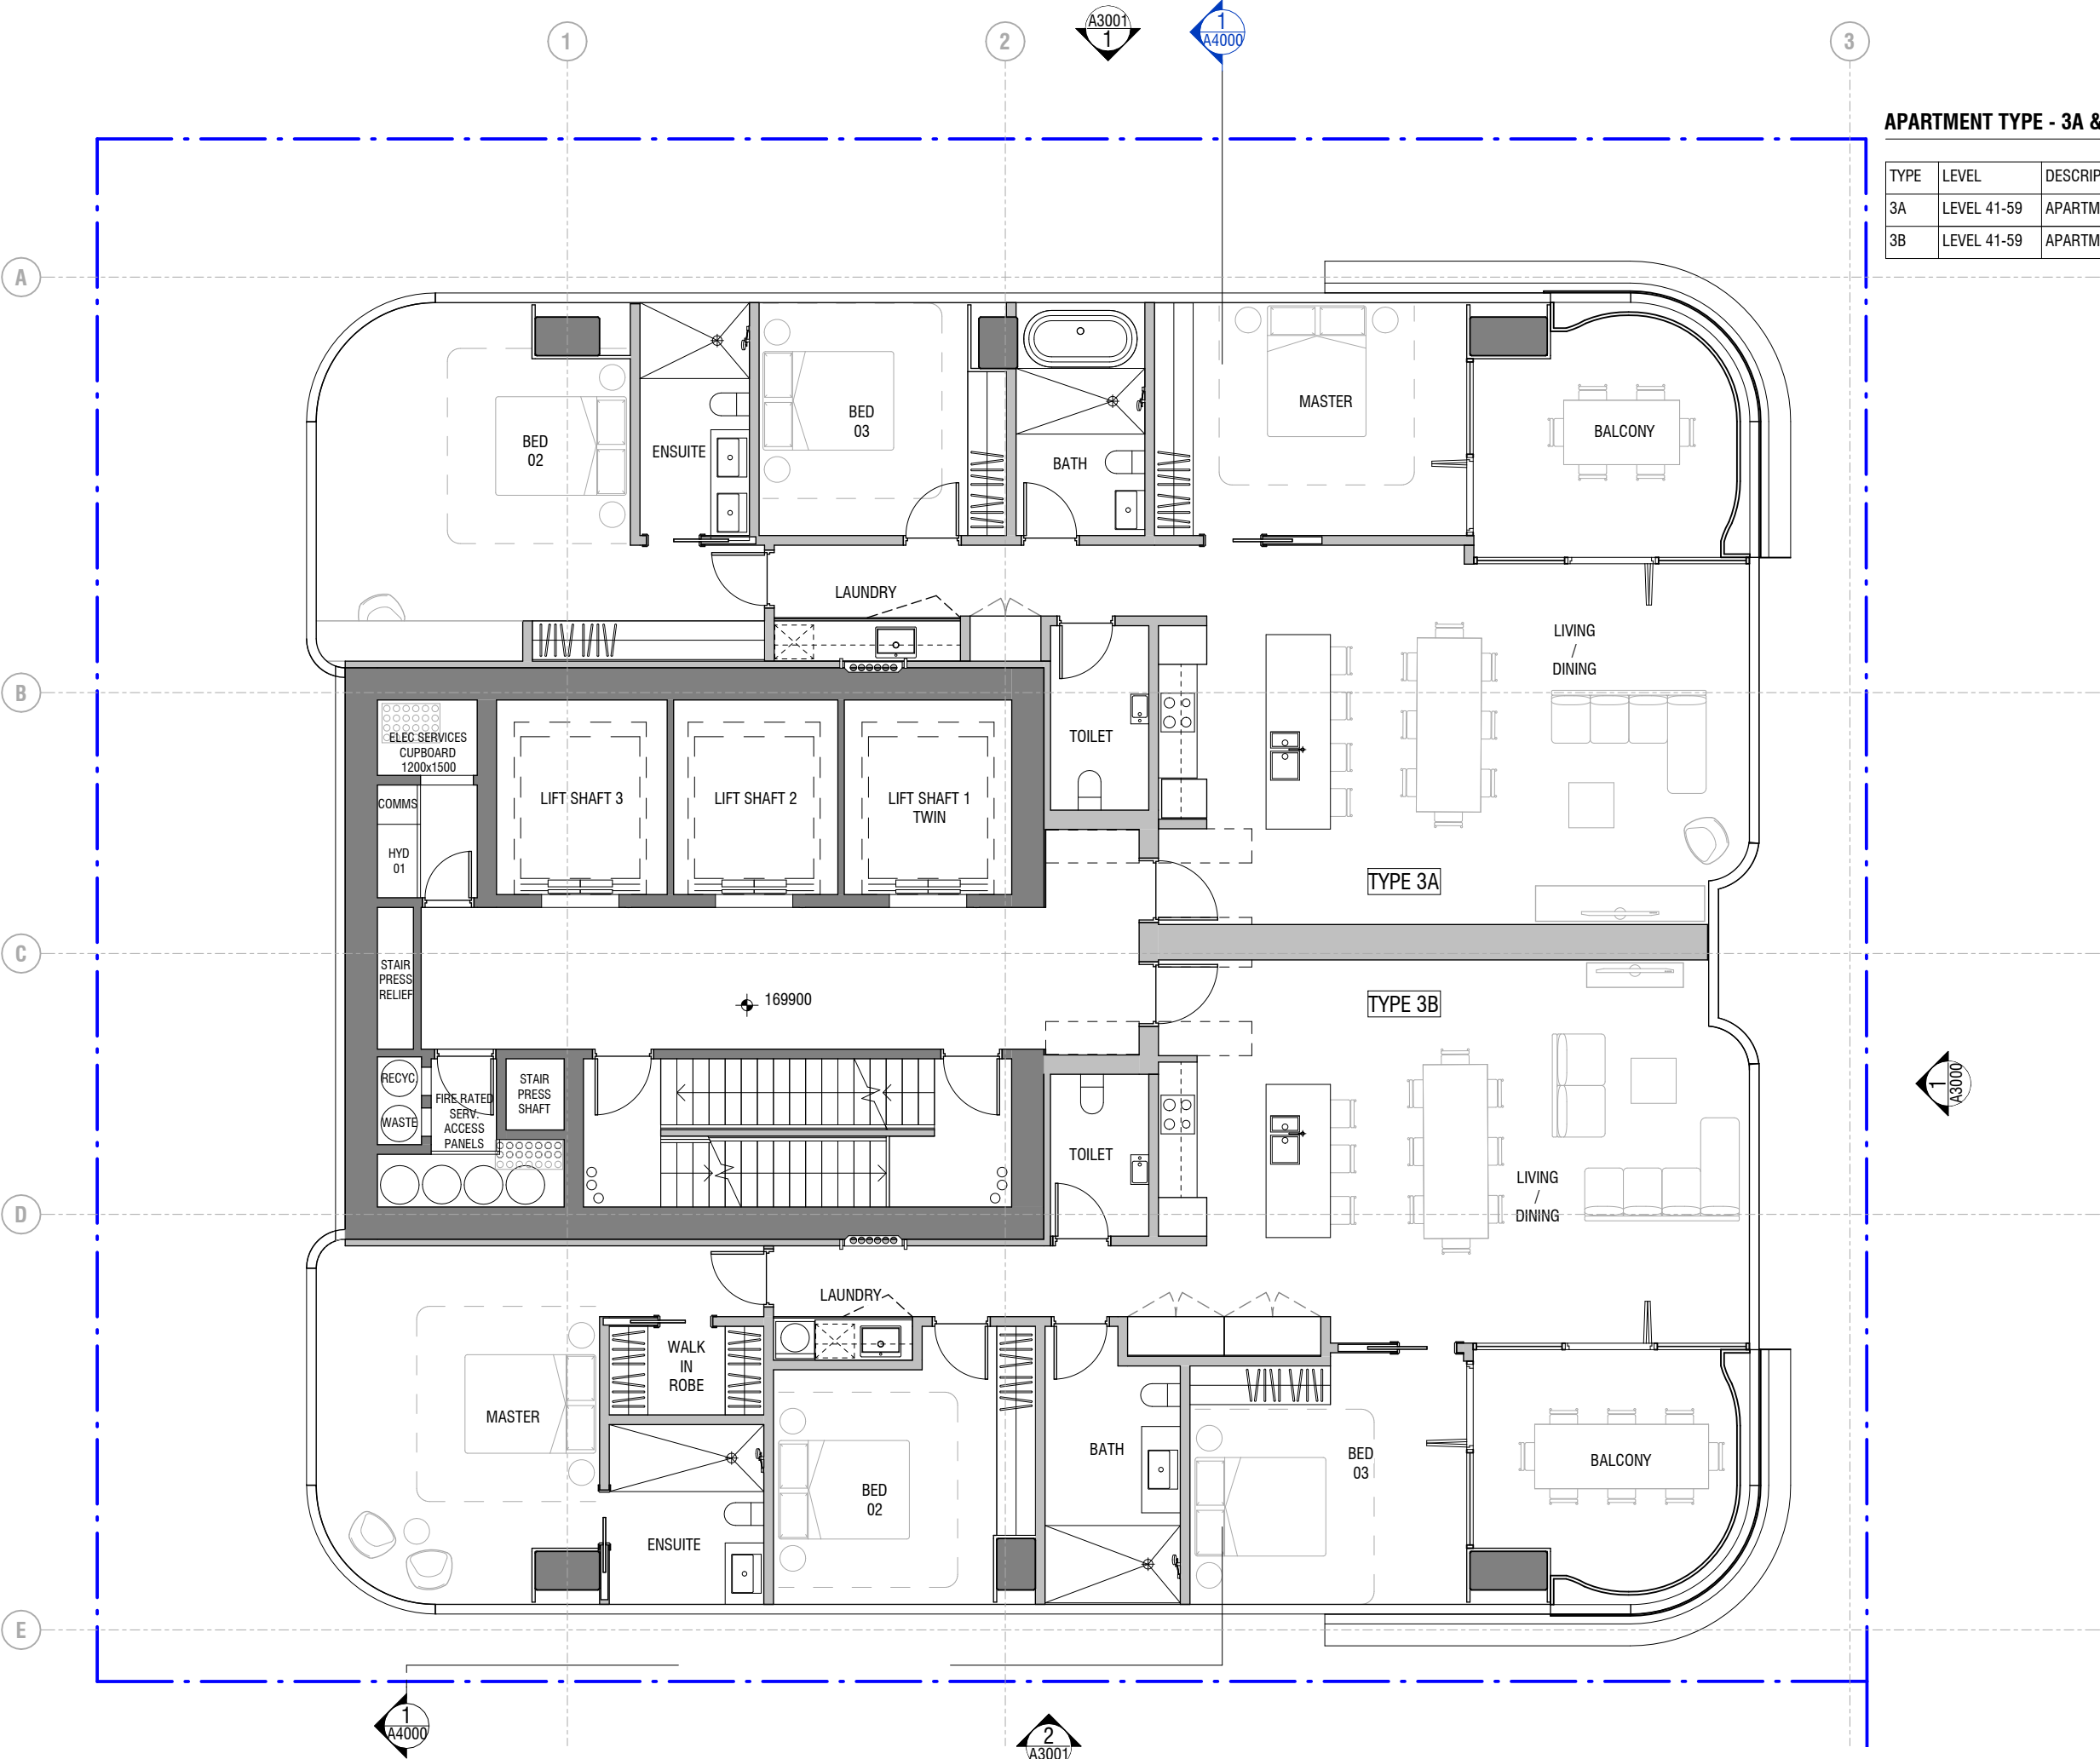 1
2
3
A3001
1
1
A4000
APARTMENT TYPE - 3A &
TYPE LEVEL DESCRIP
3A LEVEL 41-59 APARTM
3B LEVEL 41-59 APARTM
A
BED
02
ENSUITE
BED
03
BATH
MASTER
BALCONY
LAUNDRY
LIVING
/
DINING
B
ELEC SERVICES
CUPBOARD
1200x1500
COMMS
HYD
01
LIFT SHAFT 3
LIFT SHAFT 2
LIFT SHAFT 1
TWIN
TOILET
TYPE 3A
C
STAIR
PRESS
RELIEF
169900
TYPE 3B
RECYC.
WASTE
FIRE RATED
SERV.
ACCESS
PANELS
STAIR
PRESS
SHAFT
TOILET
LIVING
/
DINING
1
A3000
D
LAUNDRY
WALK
IN
ROBE
MASTER
ENSUITE
BED
02
BATH
BED
03
BALCONY
E
1
A4000
2
A3001